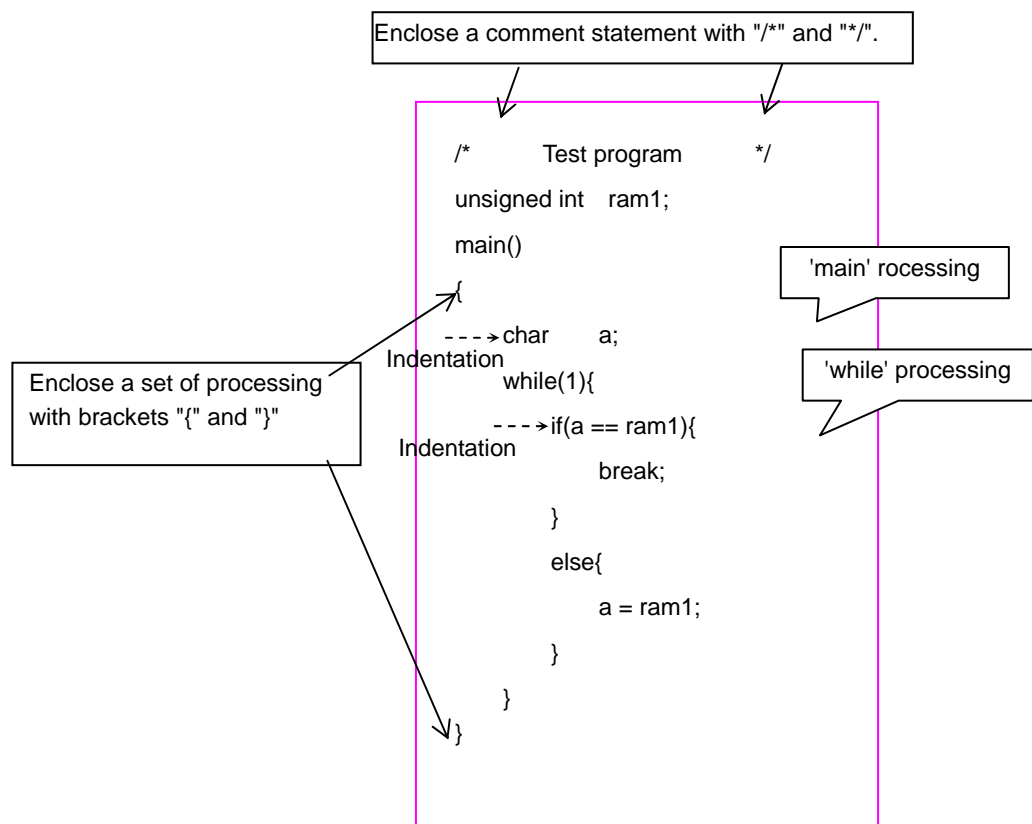 Enclose a comment statement with "/*" and "*/".
/* Test program */
unsigned int ram1;
main()
'main' rocessing
{
char a;
Indentation
'while' processing
Enclose a set of processing
with brackets "{" and "}"
while(1){
if(a == ram1){
Indentation
break;
}
else{
a = ram1;
}
}
}